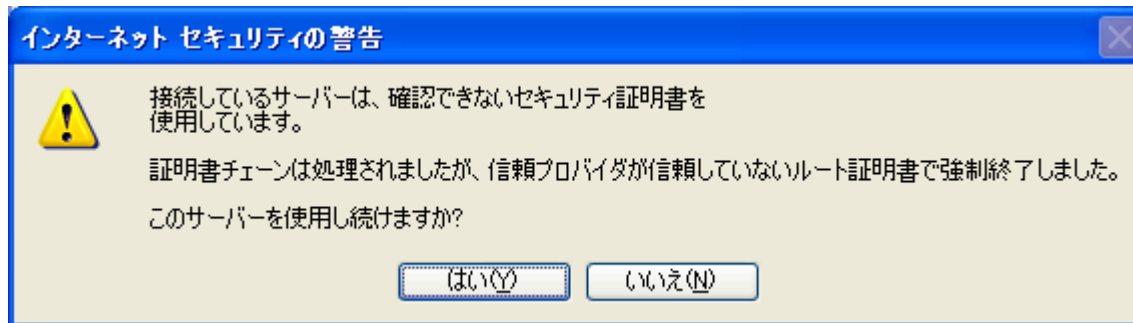 インターネット セキュリティの警告
接続しているサーバーは、確認できないセキュリティ証明書を
使用しています。
証明書チェーンは処理されましたが、信頼プロバイダが信頼していないルート証明書で強制終了しました。
このサーバーを使用し続けますか?
はい(Y) いいえ(N)